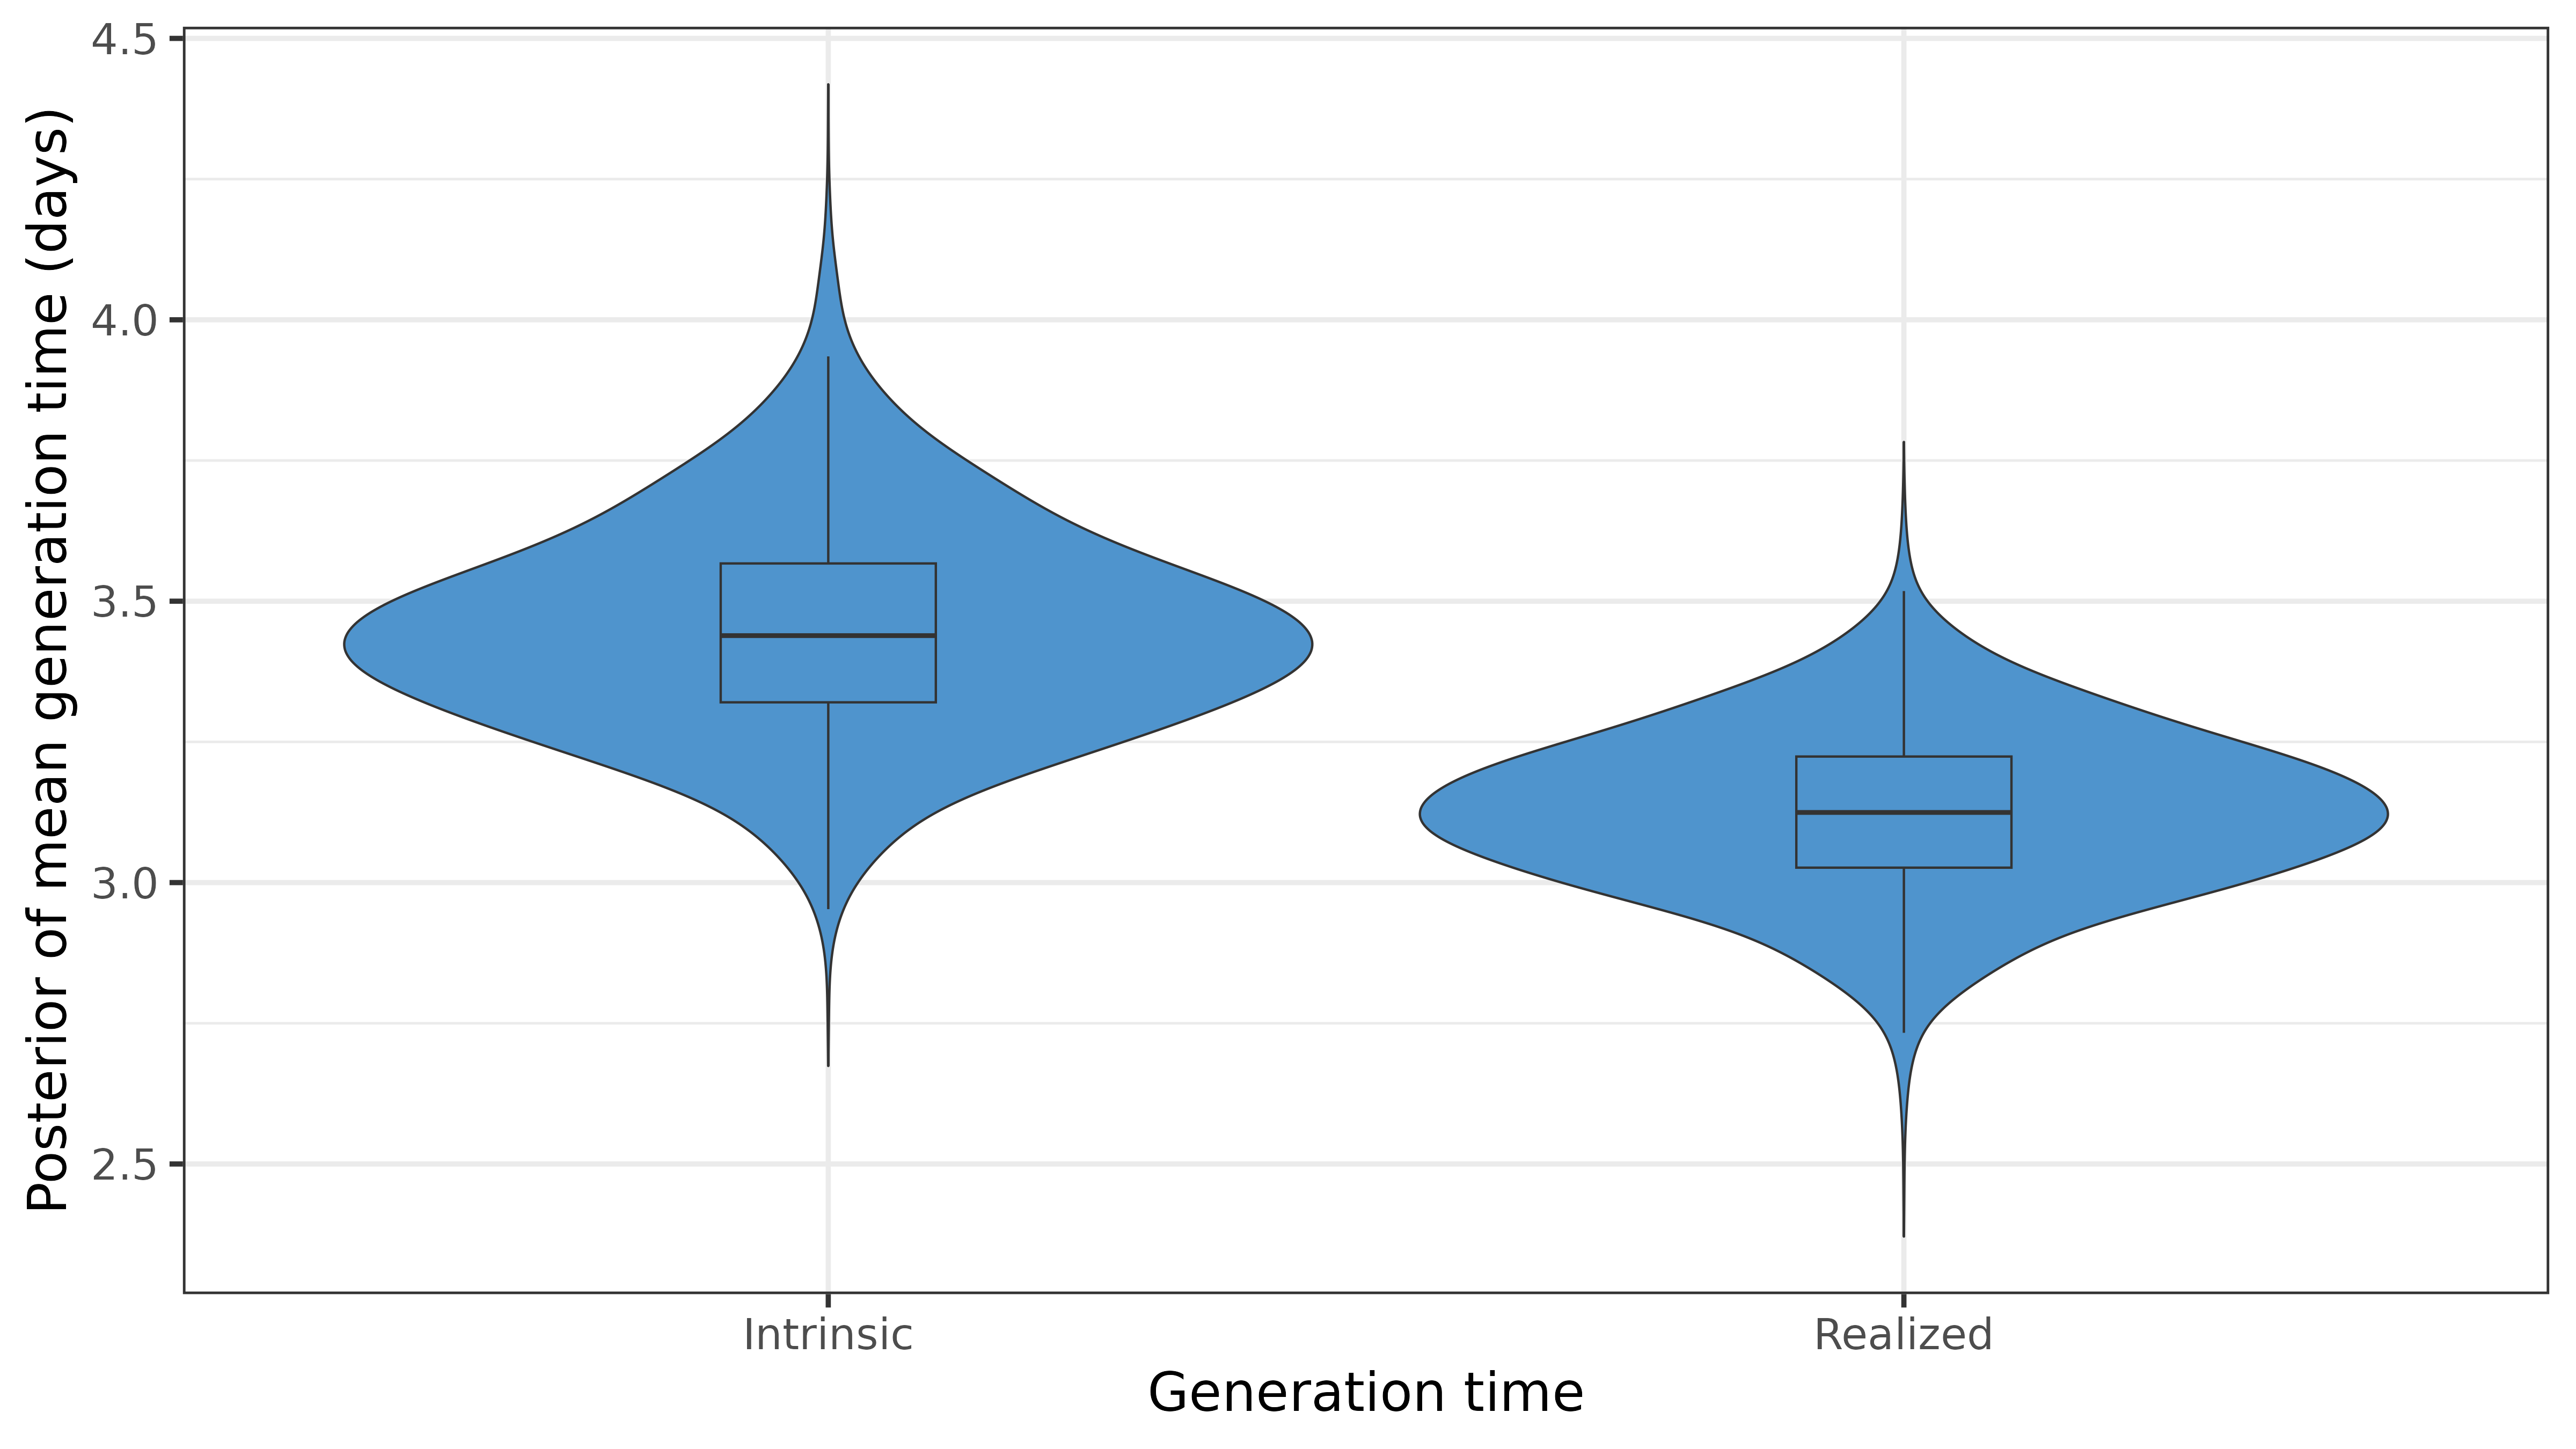 Posterior of mean generation time (days)
4.5
4.0
3.5
3.0
2.5
Intrinsic
Realized
Generation time